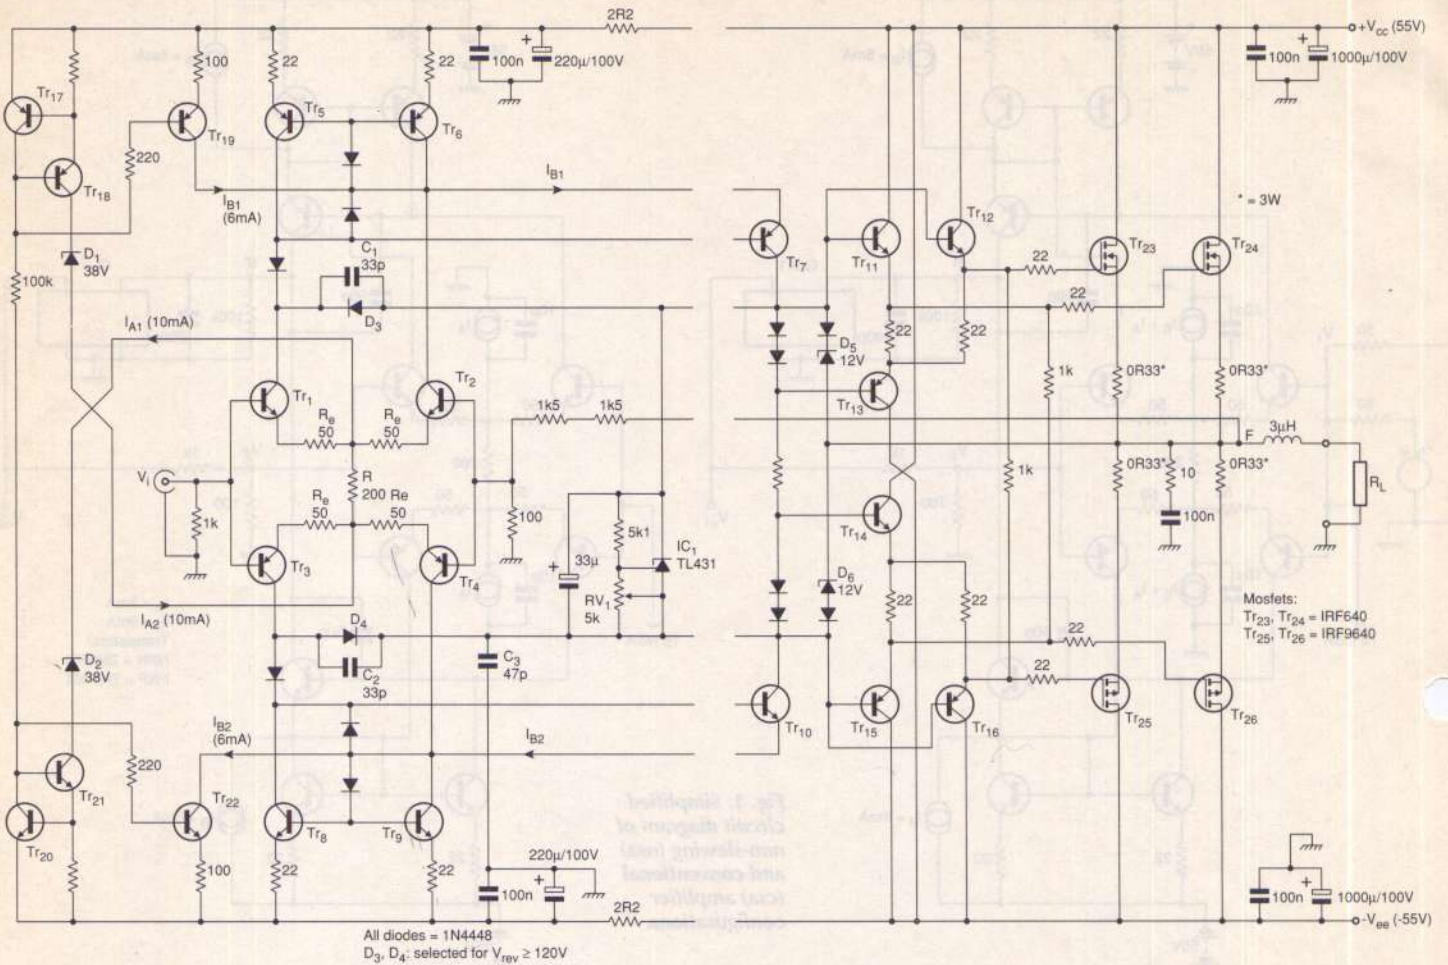 2R2
+Vcc (55V)
100
22
22
100n
+
220µ/100V
100n
+
1000µ/100V
Tr17
Tr19
Tr5
Tr6
220
Tr18
IB1
(6mA)
IB1
* = 3W
Tr12
D1
38V
C1
33p
Tr7
Tr11
Tr23
Tr24
100k
22
22
D3
IA1 (10mA)
22
22
D5
12V
1k
0R33*
0R33*
Tr1
Tr2
Tr13
1k5
1k5
Re
50
Re
50
F
3µH
Vi
R
200
1k
0R33*
10
0R33*
RL
Re
50
Re
50
1k
100
5k1
Tr14
100n
Tr3
Tr4
+
33µ
IC1
TL431
RV1
5k
D6
12V
IA2 (10mA)
22
22
Mosfets:
Tr23, Tr24 = IRF640
Tr25, Tr26 = IRF9640
D4
22
C2
33p
C3
47p
22
D2
38V
IB2
(6mA)
IB2
Tr10
Tr15
Tr16
Tr25
Tr26
220
Tr21
Tr22
Tr20
Tr8
Tr9
100
22
22
220µ/100V
100n
+
100n
+
1000µ/100V
2R2
-Vee (-55V)
All diodes = 1N4448
D3, D4: selected for Vrev ≥ 120V